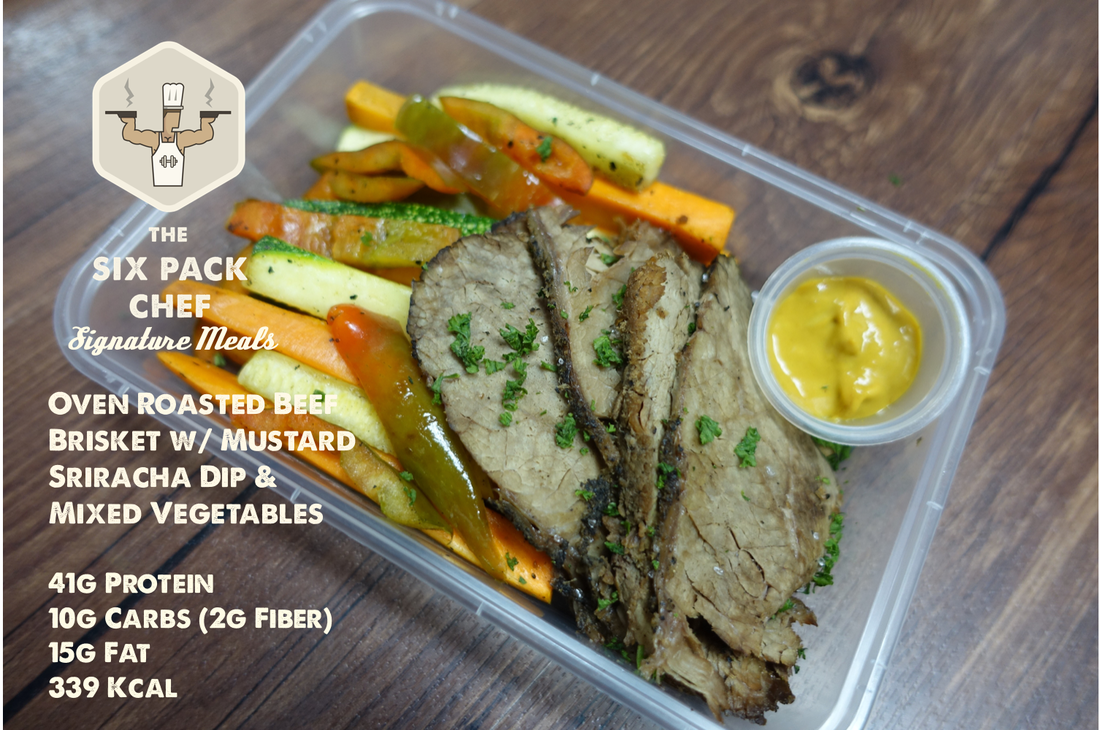 THE
SIX PACK
CHEF
Signature Meals
OVEN ROASTED BEEF
BRISKET W/ MUSTARD
SRIRACHA DIP &
MIXED VEGETABLES
41G PROTEIN
10G CARBS (2G FIBER)
15G FAT
339 KCAL